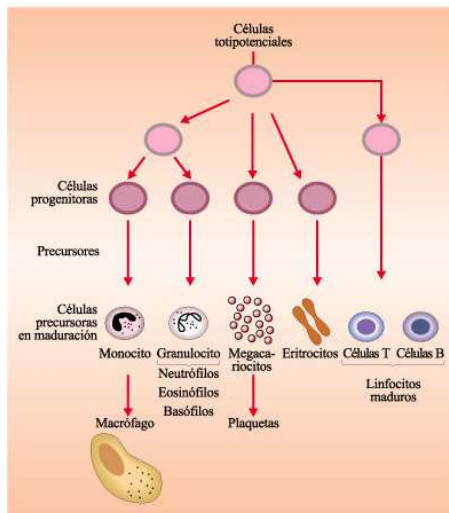 Células
totipotenciales
Células
progenitoras
Precursores
Células
precursoras
en maduración
Monocito
Granulocito
Neutrófilos
Eosinófilos
Basófilos
Megaca-
riocitos
Eritrocitos
Células T
Células B
Linfocitos
maduros
Macrófago
Plaquetas